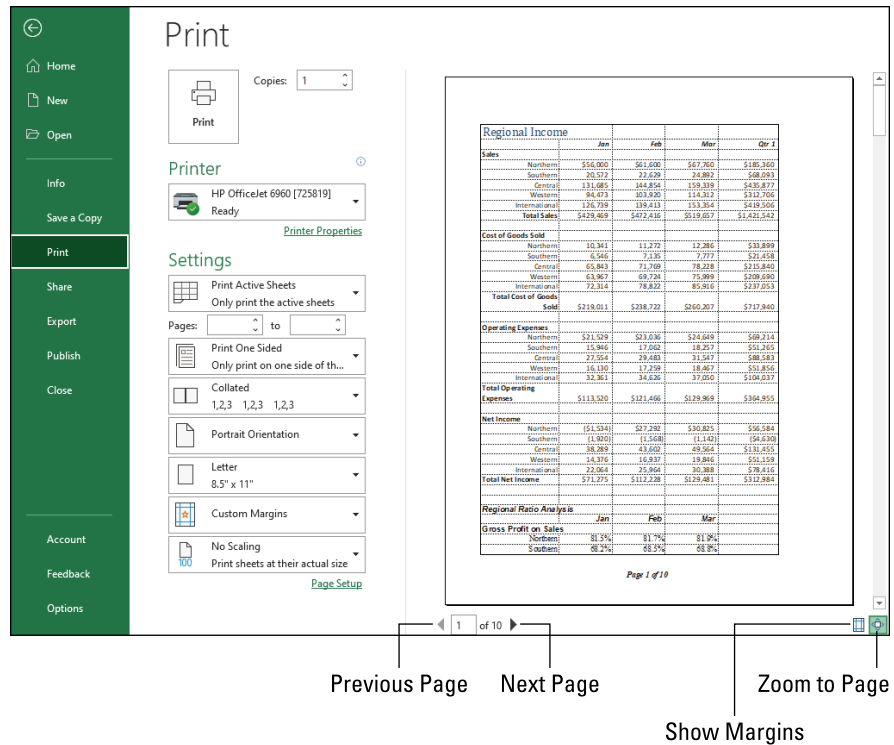 Print
Home
New
Open
Info
Save a Copy
Print
Share
Export
Publish
Close
Account
Feedback
Options
Print
Copies: 1
Printer
HP OfficeJet 6960 [725819]
Ready
Printer Properties
Settings
Print Active Sheets
Only print the active sheets
Pages: to
Print One Sided
Only print on one side of th...
Collated
1,2,3 1,2,3 1,2,3
Portrait Orientation
Letter
8.5" x 11"
Custom Margins
No Scaling
100
Print sheets at their actual size
Page Setup
Regional Income
Jan Feb Mar Qtr 1
Sales
Northern $56,000 $61,600 $67,760 $185,360
Southern 20,572 22,629 24,892 $68,093
Central 131,685 144,854 159,339 $435,877
Western 94,473 103,920 114,312 $312,706
International 126,739 139,413 153,354 $419,506
Total Sales $429,469 $472,416 $519,657 $1,421,542
Cost of Goods Sold
Northern 10,341 11,272 12,286 $33,899
Southern 6,546 7,135 7,777 $21,458
Central 65,843 71,769 78,228 $215,840
Western 63,967 69,724 75,999 $209,690
International 72,314 78,822 85,916 $237,053
Total Cost of Goods
Sold $219,011 $238,722 $260,207 $717,940
Operating Expenses
Northern $21,529 $23,036 $24,649 $69,214
Southern 15,946 17,062 18,257 $51,265
Central 27,554 29,483 31,547 $88,583
Western 16,130 17,259 18,467 $51,856
International 32,361 34,626 37,050 $104,037
Total Operating
Expenses $113,520 $121,466 $129,969 $364,955
Net Income
Northern ($1,534) $27,292 $30,825 $56,584
Southern (1,920) (1,568) (1,142) ($4,630)
Central 38,289 43,602 49,564 $131,455
Western 14,376 16,937 19,846 $51,159
International 22,064 25,964 30,388 $78,416
Total Net Income $71,275 $112,228 $129,481 $312,984
Regional Ratio Analysis
Jan Feb Mar
Gross Profit on Sales
Northern 81.5% 81.7% 81.9%
Southern 68.2% 68.5% 68.8%
Page 1 of 10
1 of 10
Previous Page Next Page Zoom to Page
Show Margins